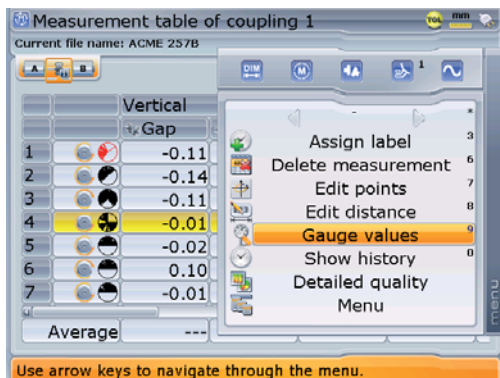 Measurement table of coupling 1
TOL mm
Current file name: ACME 257B
A B
DIM M 1
Vertical
Gap
- *
Assign label 3
Delete measurement 6
Edit points 7
Edit distance 8
Gauge values 9
Show history 0
Detailed quality
Menu
menu
1 -0.11
2 -0.14
3 -0.11
4 -0.01
5 -0.02
6 0.10
7 -0.01
Average ---
Use arrow keys to navigate through the menu.